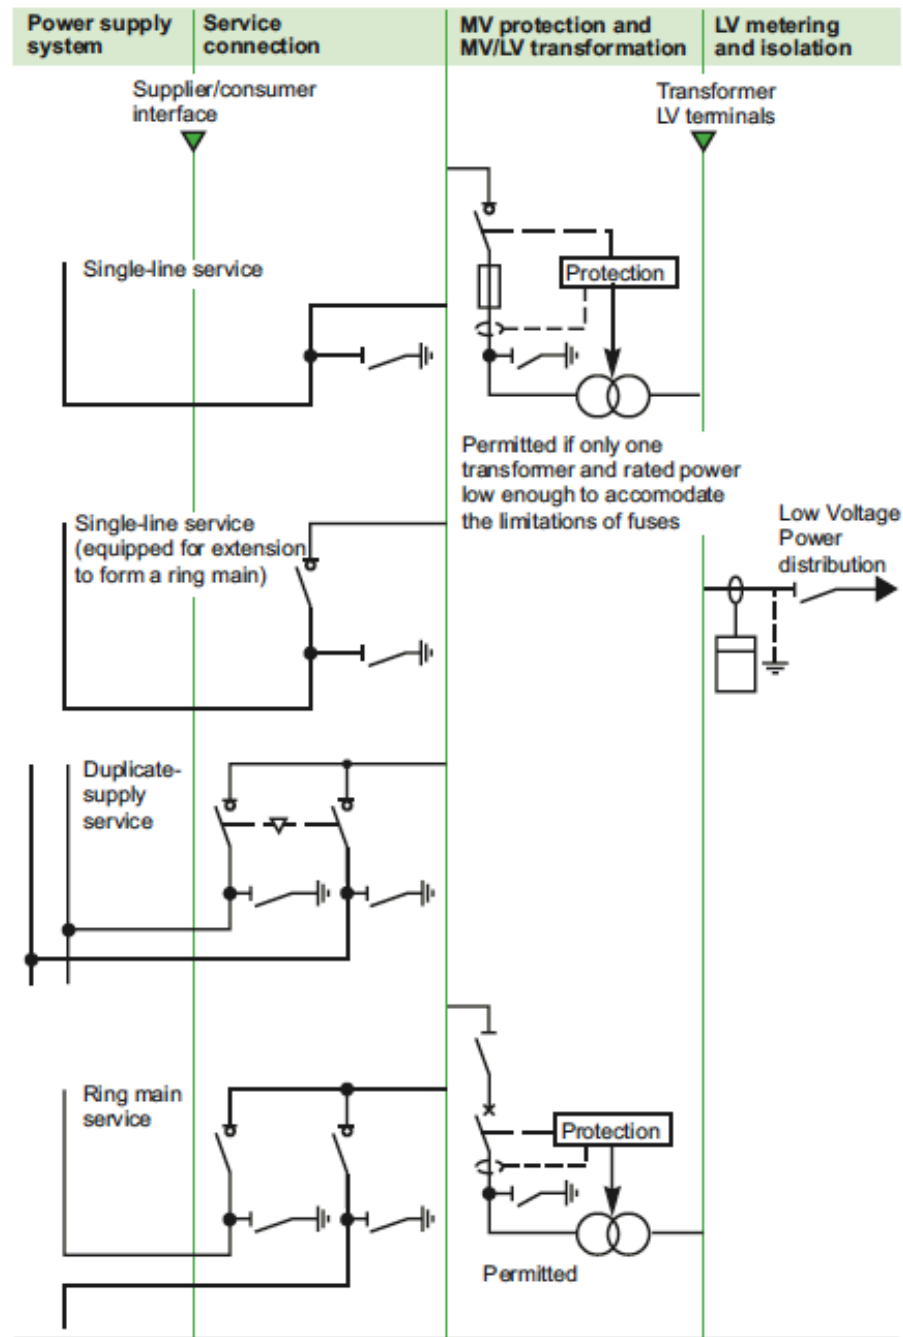 Power supply
system
Service
connection
MV protection and
MV/LV transformation
LV metering
and isolation
Supplier/consumer
interface
Transformer
LV terminals
Single-line service
Protection
Permitted if only one
transformer and rated power
low enough to accomodate
the limitations of fuses
Single-line service
(equipped for extension
to form a ring main)
Low Voltage
Power
distribution
Duplicate-
supply
service
Ring main
service
Protection
Permitted